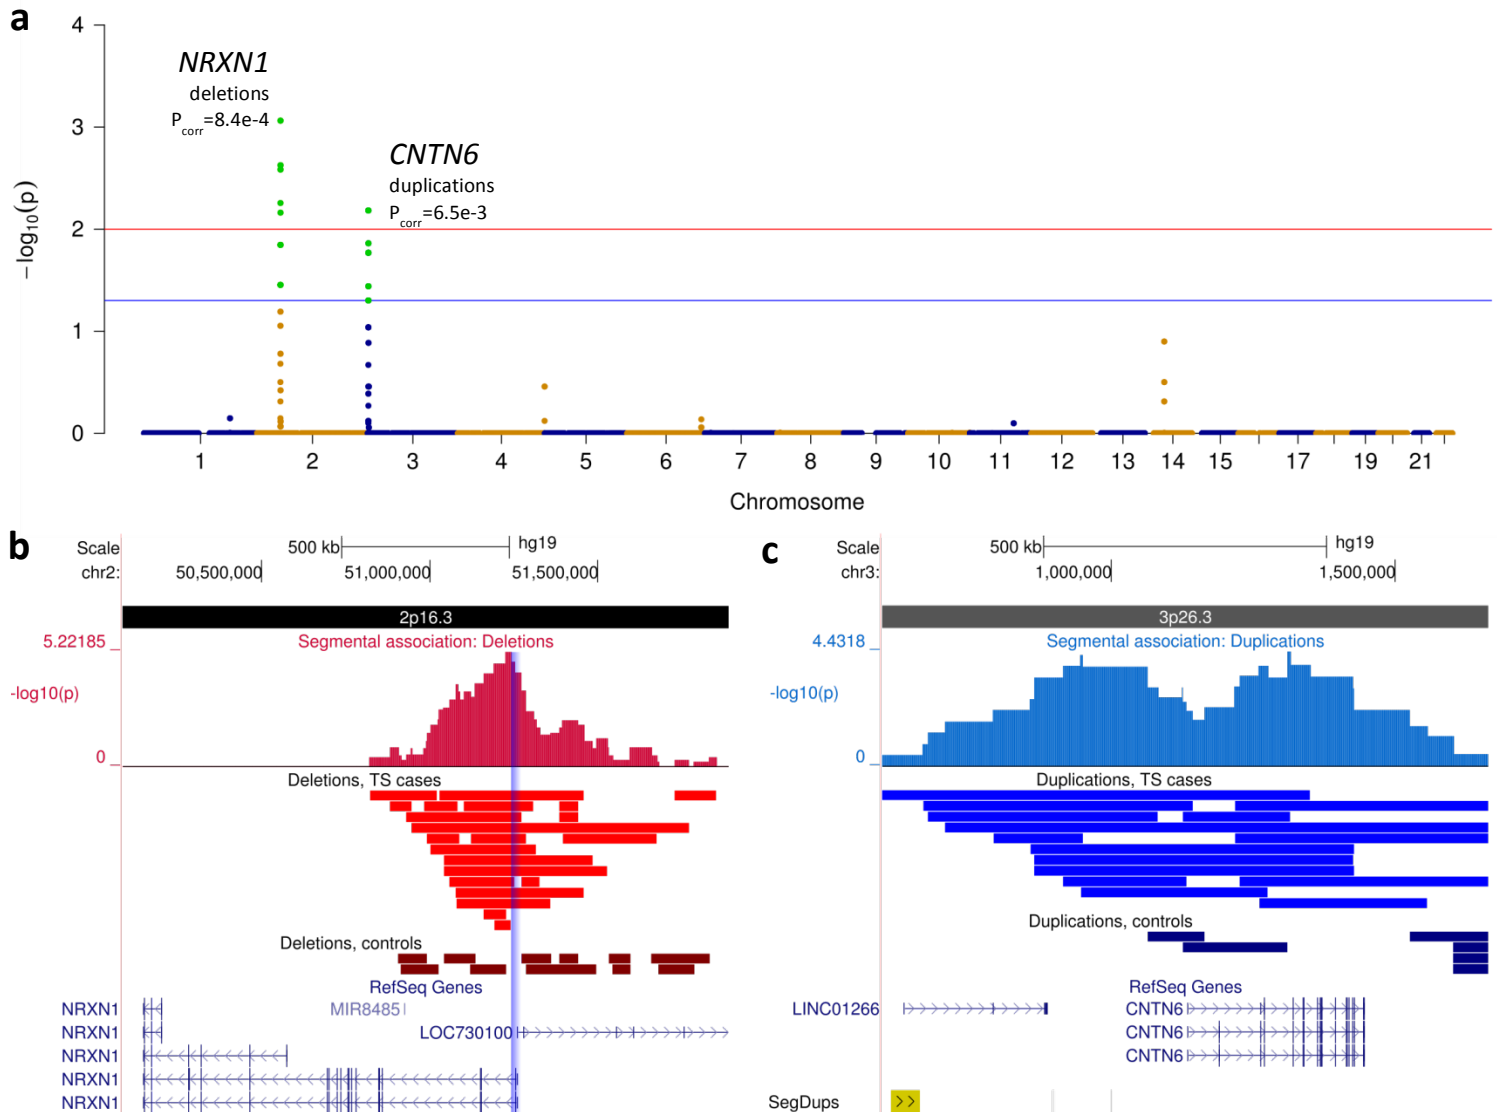 a
4
3
2
1
0
−log10(p)
NRXN1
deletions
Pcorr=8.4e-4
CNTN6
duplications
Pcorr=6.5e-3
1 2 3 4 5 6 7 8 9 10 11 12 13 14 15 17 19 21
Chromosome
b
Scale 500 kb hg19
chr2: 50,500,000 51,000,000 51,500,000
2p16.3
5.22185 Segmental association: Deletions
-log10(p)
0
Deletions, TS cases
Deletions, controls
RefSeq Genes
NRXN1 MIR8485
NRXN1 LOC730100
NRXN1
NRXN1
NRXN1
c
Scale 500 kb hg19
chr3: 1,000,000 1,500,000
3p26.3
4.4318 Segmental association: Duplications
-log10(p)
0
Duplications, TS cases
Duplications, controls
RefSeq Genes
LINC01266 CNTN6
CNTN6
CNTN6
SegDups